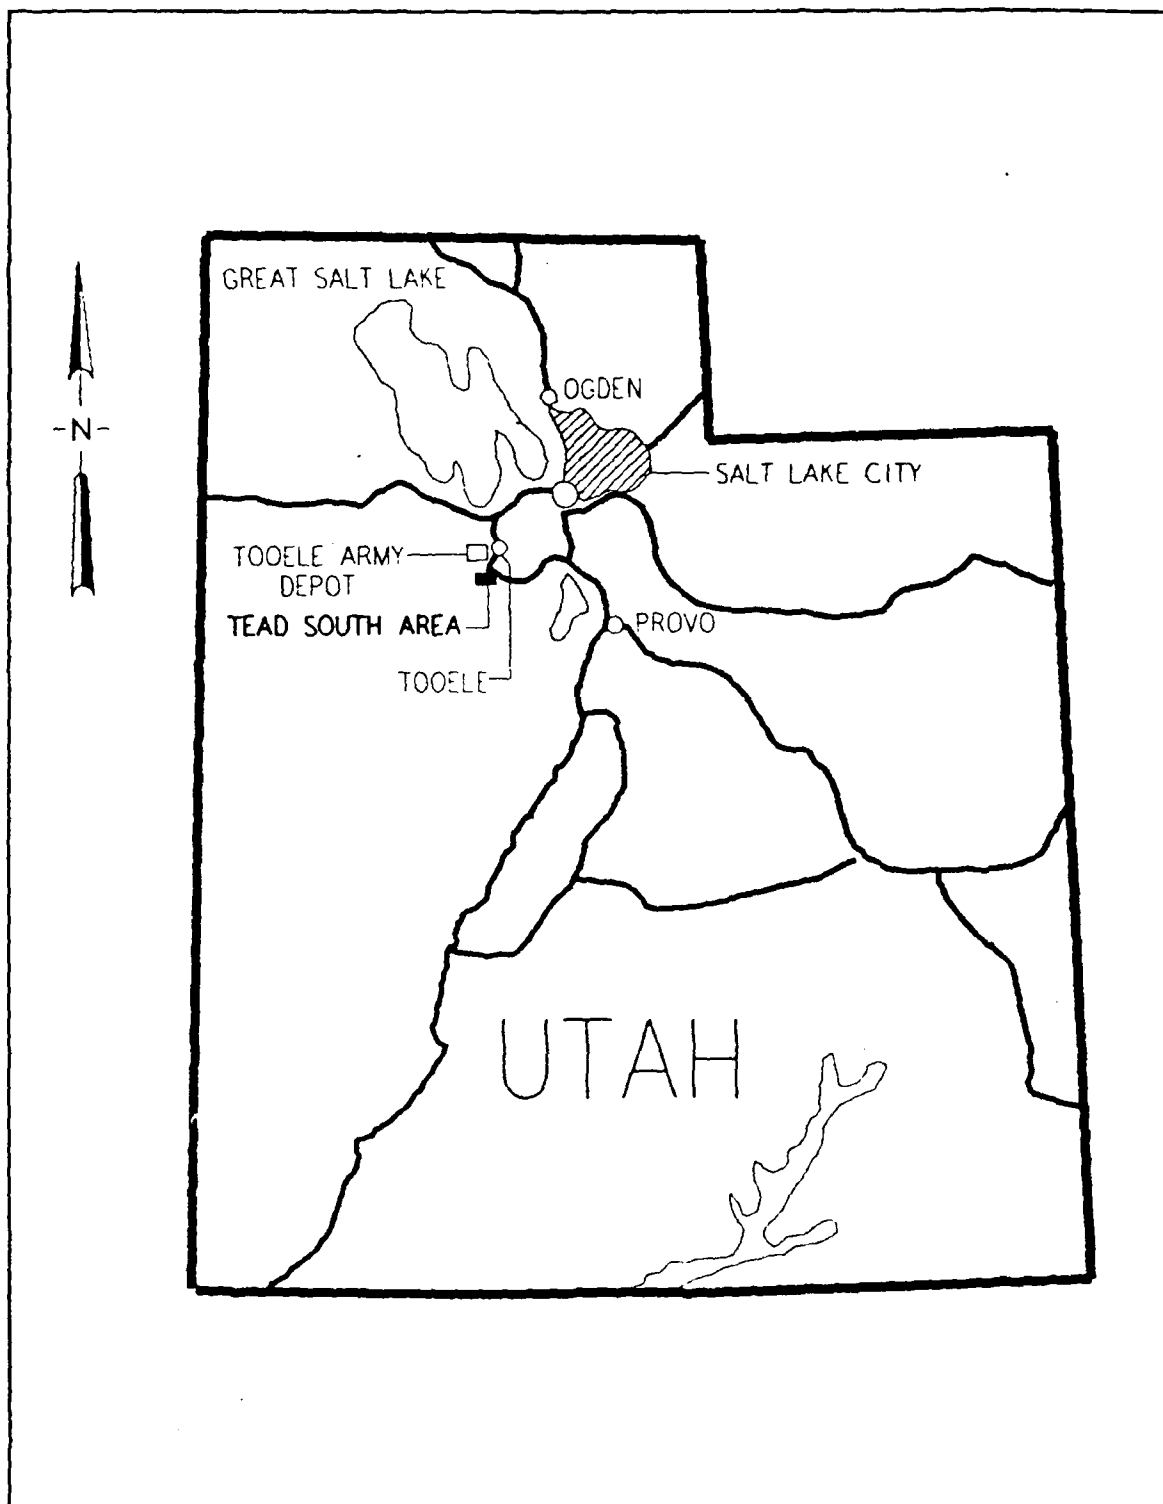 GREAT SALT LAKE
OGDEN
-N-
SALT LAKE CITY
TOOELE ARMY
DEPOT
TEAD SOUTH AREA
PROVO
TOOELE
UTAH